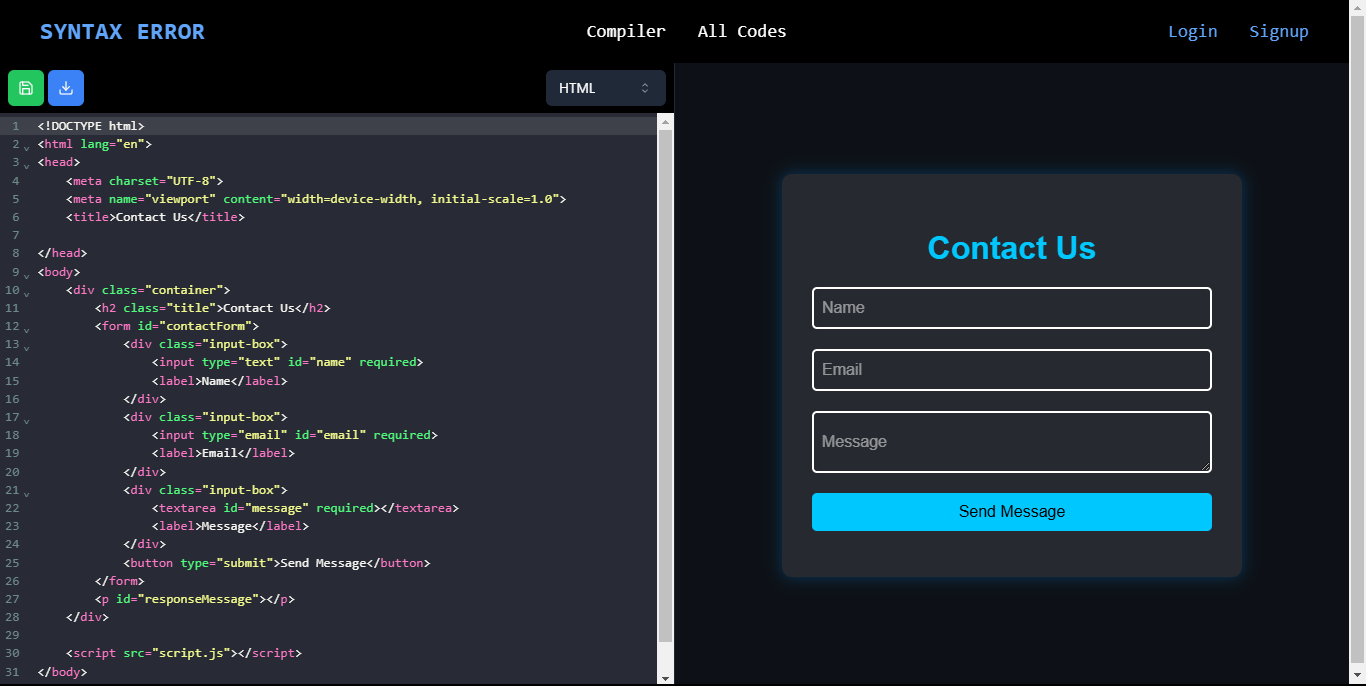 SYNTAX ERROR
Compiler All Codes
Login Signup
HTML
1 <!DOCTYPE html>
2 <html lang="en">
3 <head>
4     <meta charset="UTF-8">
5     <meta name="viewport" content="width=device-width, initial-scale=1.0">
6     <title>Contact Us</title>
7
8 </head>
9 <body>
10     <div class="container">
11         <h2 class="title">Contact Us</h2>
12         <form id="contactForm">
13             <div class="input-box">
14                 <input type="text" id="name" required>
15                 <label>Name</label>
16             </div>
17             <div class="input-box">
18                 <input type="email" id="email" required>
19                 <label>Email</label>
20             </div>
21             <div class="input-box">
22                 <textarea id="message" required></textarea>
23                 <label>Message</label>
24             </div>
25             <button type="submit">Send Message</button>
26         </form>
27         <p id="responseMessage"></p>
28     </div>
29
30     <script src="script.js"></script>
31 </body>
Contact Us
Name
Email
Message
Send Message